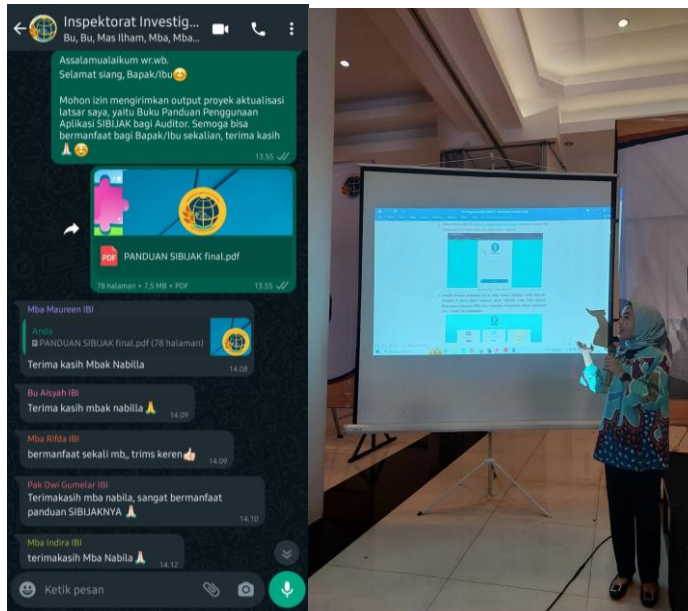 Inspektorat Investig...
Bu, Bu, Mas Ilham, Mba, Mba...
Assalamualaikum wr.wb.
Selamat siang, Bapak/Ibu😊
Mohon izin mengirimkan output proyek aktualisasi
latsar saya, yaitu Buku Panduan Penggunaan
Aplikasi SIBIJAK bagi Auditor. Semoga bisa
bermanfaat bagi Bapak/Ibu sekalian, terima kasih
🙏🏻😊
13.55
PDF
PANDUAN SIBIJAK final.pdf
78 halaman • 7,5 MB • PDF
13.55
Mba Maureen IBI
Anda
PANDUAN SIBIJAK final.pdf (78 halaman)
Terima kasih Mbak Nabilla
14.08
Bu Aisyah IBI
Terima kasih mbak nabilla🙏
14.09
Mba Rifda IBI
bermanfaat sekali mb,, trims keren👍🏻
14.09
Pak Dwi Gumelar IBI
Terimakasih mba nabila, sangat bermanfaat
panduan SIBIJAKNYA 🙏🏻
14.10
Mba Indira IBI
terimakasih Mba Nabila🙏🏻
14.12
Ketik pesan